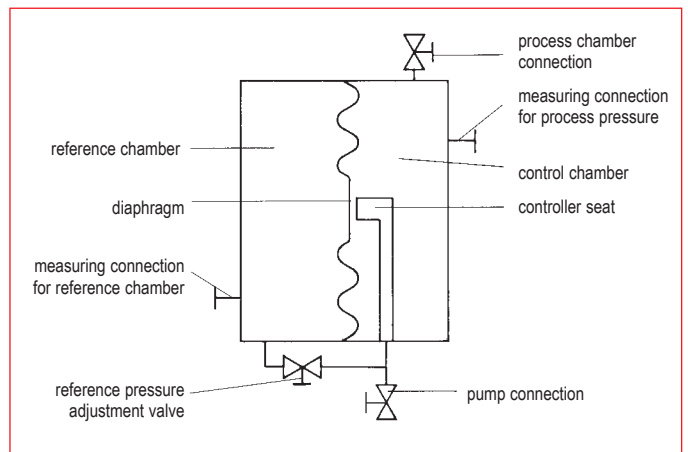 process chamber
connection
measuring connection
for process pressure
reference chamber
control chamber
diaphragm
controller seat
measuring connection
for reference chamber
reference pressure
adjustment valve
pump connection